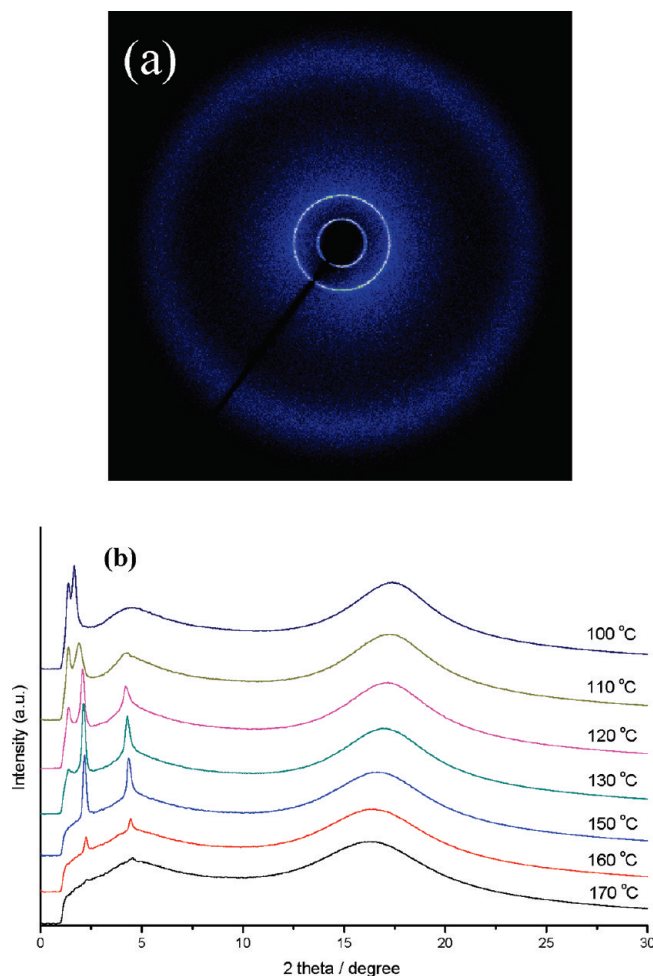 (a)
(b)
100 °C
110 °C
120 °C
130 °C
150 °C
160 °C
170 °C
Intensity (a.u.)
0 5 10 15 20 25 30
2 theta / degree